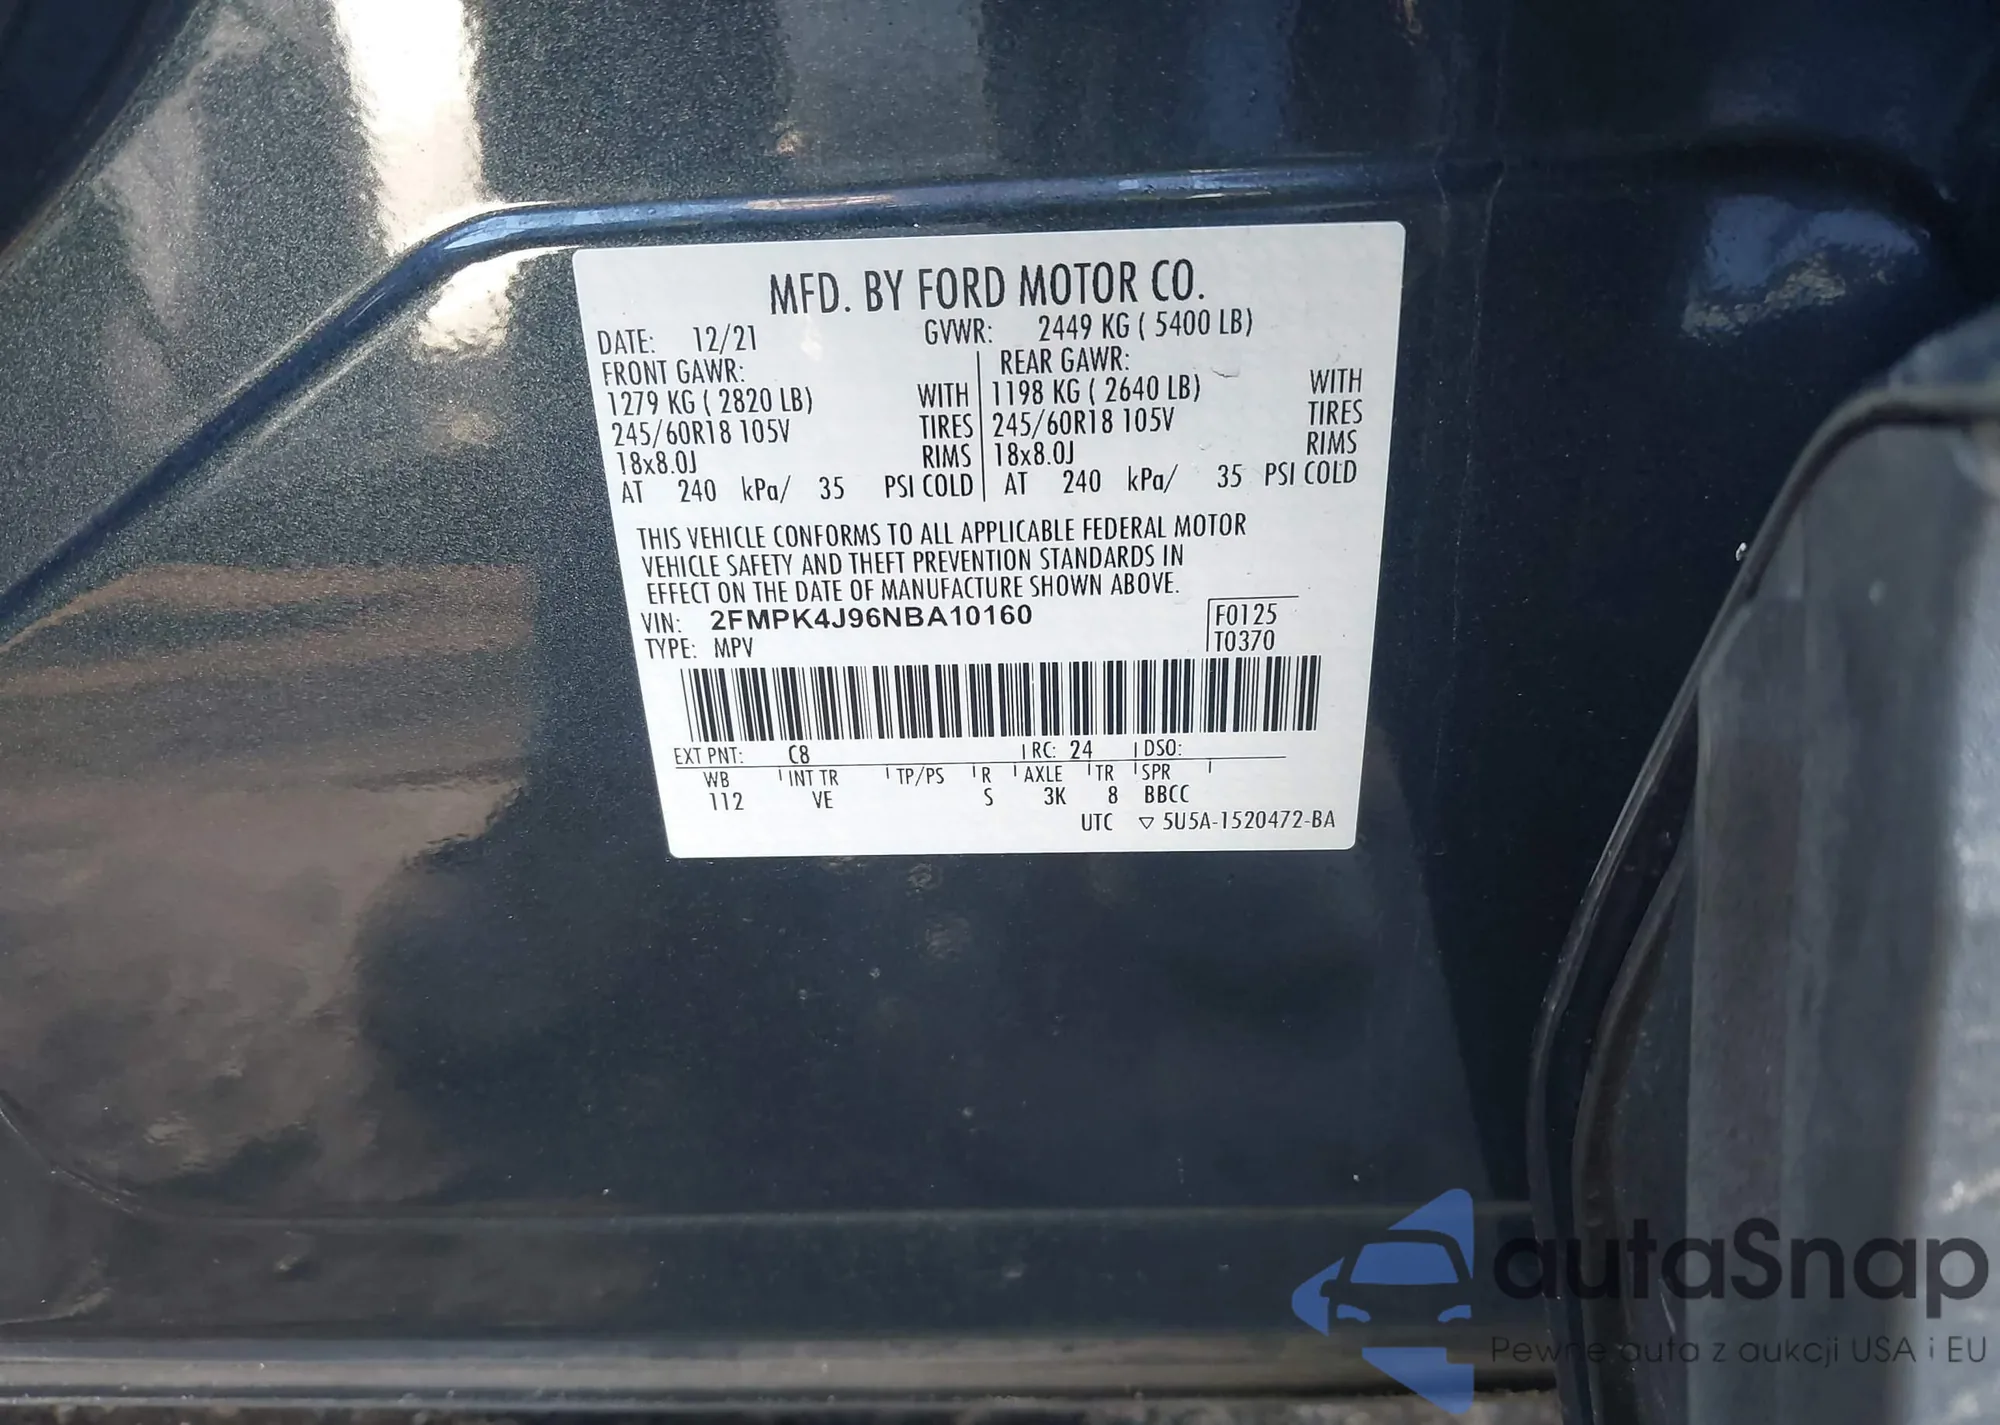 MFD. BY FORD MOTOR CO.
DATE: 12/21 GVWR: 2449 KG ( 5400 LB)
FRONT GAWR: REAR GAWR:
1279 KG ( 2820 LB) WITH 1198 KG ( 2640 LB) WITH
245/60R18 105V TIRES 245/60R18 105V TIRES
18x8.0J RIMS 18x8.0J RIMS
AT 240 kPa/ 35 PSI COLD AT 240 kPa/ 35 PSI COLD
THIS VEHICLE CONFORMS TO ALL APPLICABLE FEDERAL MOTOR
VEHICLE SAFETY AND THEFT PREVENTION STANDARDS IN
EFFECT ON THE DATE OF MANUFACTURE SHOWN ABOVE.
VIN: 2FMPK4J96NBA10160 F0125
TYPE: MPV T0370
EXT PNT: C8 RC: 24 DSO:
WB INT TR TP/PS R AXLE TR SPR
112 VE S 3K 8 BBCC
UTC ▽ 5U5A-1520472-BA
autaSnap
Pewne auta z aukcji USA i EU